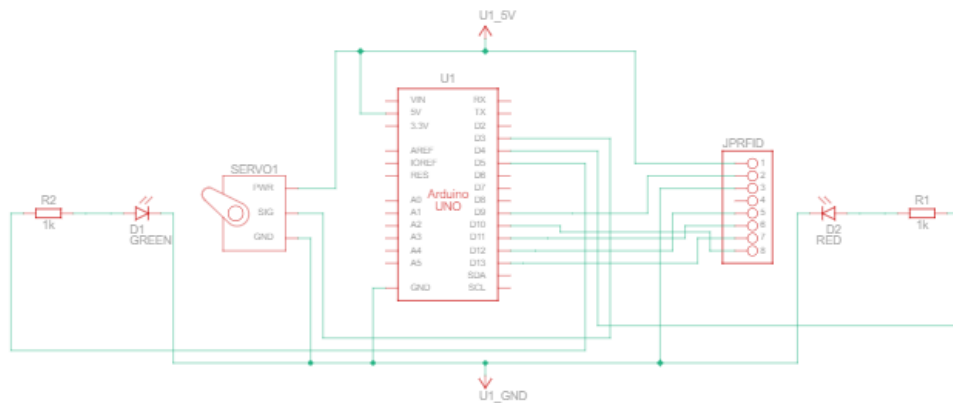 U1_5V
U1
VIN
5V
3.3V
AREF
IOREF
RES
A0
A1
A2
A3
A4
A5
GND
Arduino
UNO
RX
TX
D2
D3
D4
D5
D6
D7
D8
D9
D10
D11
D12
D13
SDA
SCL
SERVO1
PWR
SIG
GND
R2
1k
D1
GREEN
JPRFID
1
2
3
4
5
6
7
8
D2
RED
R1
1k
U1_GND